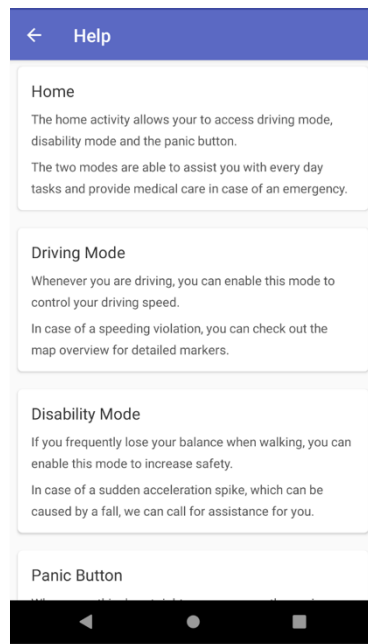 Help
Home
The home activity allows your to access driving mode,
disability mode and the panic button.
The two modes are able to assist you with every day
tasks and provide medical care in case of an emergency.
Driving Mode
Whenever you are driving, you can enable this mode to
control your driving speed.
In case of a speeding violation, you can check out the
map overview for detailed markers.
Disability Mode
If you frequently lose your balance when walking, you can
enable this mode to increase safety.
In case of a sudden acceleration spike, which can be
caused by a fall, we can call for assistance for you.
Panic Button